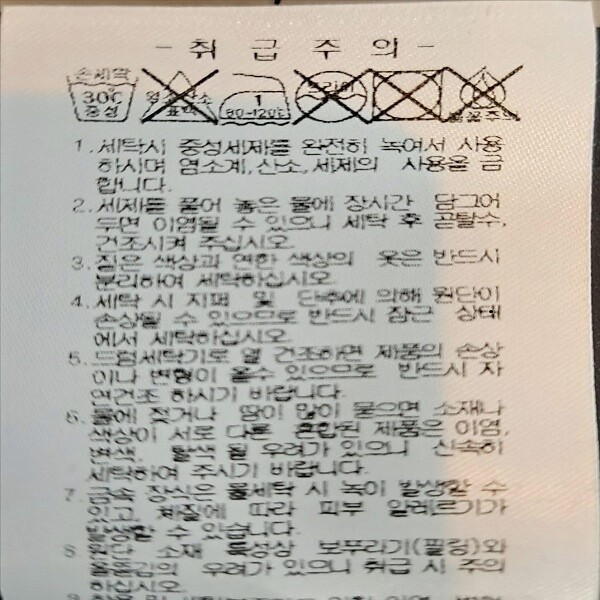 - 취 급 주 의 -
손세탁
30℃
중성
염소산소
표백
1
80-120℃
드라이
불꽃주의
1. 세탁시 중성세제를 완전히 녹여서 사용
하시며 염소계, 산소, 세제의 사용을 금
합니다.
2. 세제를 풀어 놓은 물에 장시간 담그어
두면 이염될 수 있으니 세탁 후 곧탈수,
건조시켜 주십시오.
3. 짙은 색상과 연한 색상의 옷은 반드시
분리하여 세탁하십시오.
4. 세탁 시 지퍼 및 단추에 의해 원단이
손상될 수 있으므로 반드시 잠근 상태
에서 세탁하십시오.
5. 드럼세탁기로 열 건조하면 제품의 손상
이나 변형이 올수 있으므로 반드시 자
연건조 하시기 바랍니다.
6. 물에 젖거나 땀이 많이 묻으면 소재나
색상이 서로 다른 혼합된 제품은 이염,
변색, 탈색 될 우려가 있으니 신속히
세탁하여 주시기 바랍니다.
7. 금속 장식은 물세탁 시 녹이 발생할 수
있고 체질에 따라 피부 알레르기가
발생할 수 있습니다.
8. 원단 소재 특성상 보푸라기(필링)와
올뜯김의 우려가 있으니 취급 시 주의
하십시오.